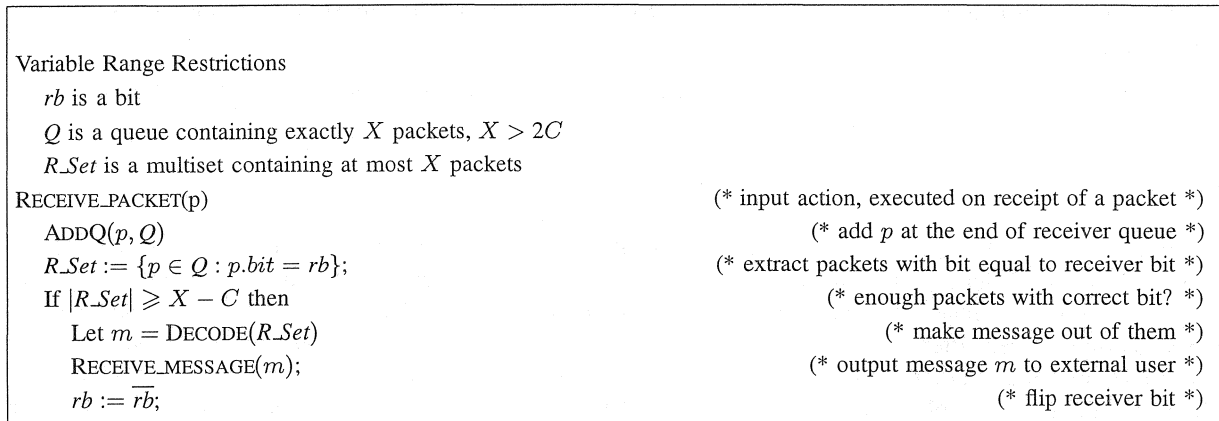 Variable Range Restrictions
rb is a bit
Q is a queue containing exactly X packets, X > 2C
R_Set is a multiset containing at most X packets
RECEIVE_PACKET(p) (* input action, executed on receipt of a packet *)
ADDQ(p, Q) (* add p at the end of receiver queue *)
R_Set := {p ∈ Q : p.bit = rb}; (* extract packets with bit equal to receiver bit *)
If |R_Set| ⩾ X − C then (* enough packets with correct bit? *)
Let m = DECODE(R_Set) (* make message out of them *)
RECEIVE_MESSAGE(m); (* output message m to external user *)
rb := r̅b̅; (* flip receiver bit *)